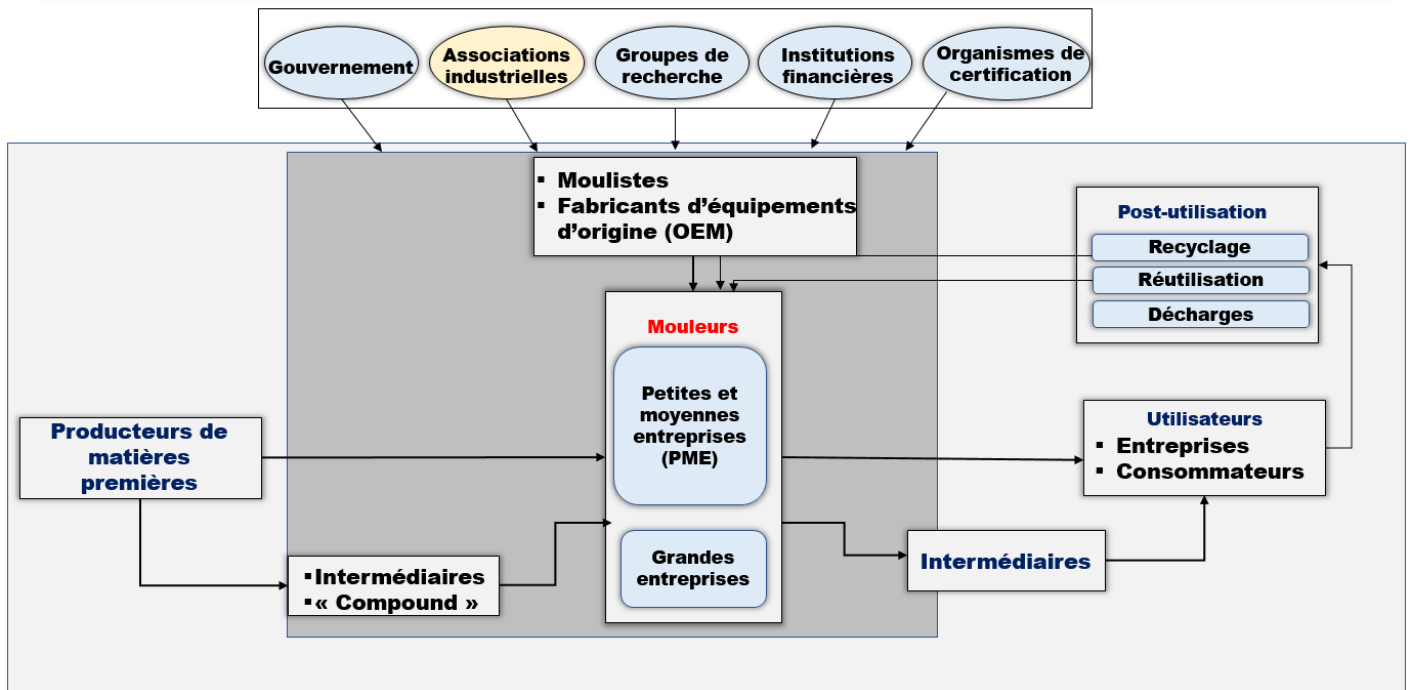 Gouvernement
Associations
industrielles
Groupes de
recherche
Institutions
financières
Organismes de
certification
▪ Moulistes
▪ Fabricants d’équipements
d’origine (OEM)
Post-utilisation
Recyclage
Réutilisation
Décharges
Mouleurs
Petites et
moyennes
entreprises
(PME)
Grandes
entreprises
Producteurs de
matières
premières
▪Intermédiaires
▪« Compound »
Utilisateurs
▪ Entreprises
▪ Consommateurs
Intermédiaires